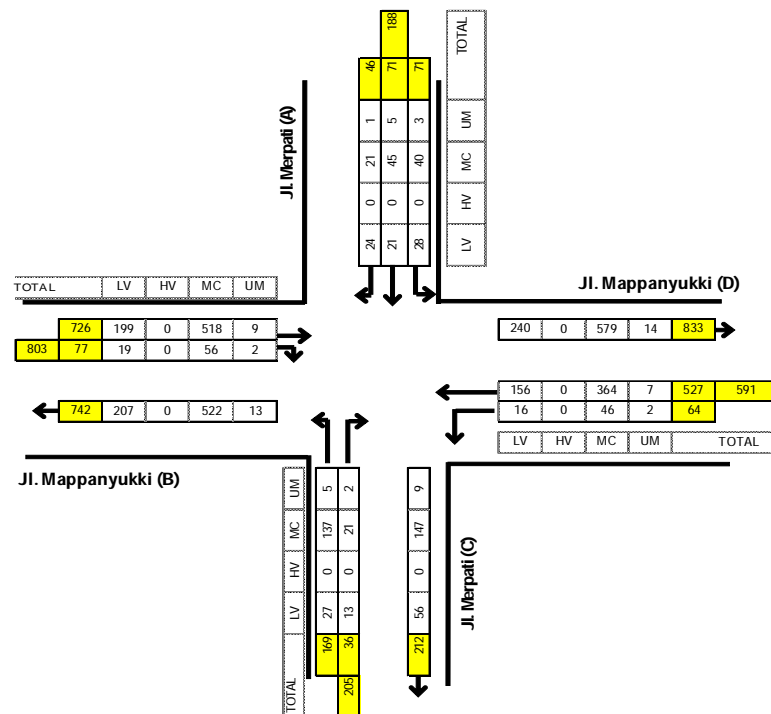 188
46 71 71
TOTAL
1 5 3
UM
21 45 40
MC
0 0 0
HV
24 21 28
LV
Jl. Merpati (A)
TOTAL LV HV MC UM
726 199 0 518 9
803 77 19 0 56 2
742 207 0 522 13
Jl. Mappanyukki (B)
Jl. Mappanyukki (D)
240 0 579 14 833
156 0 364 7 527 591
16 0 46 2 64
LV HV MC UM TOTAL
UM
5 2
9
MC
137 21
147
HV
0 0
0
LV
27 13
56
TOTAL
169 36
212
205
Jl. Merpati (C)